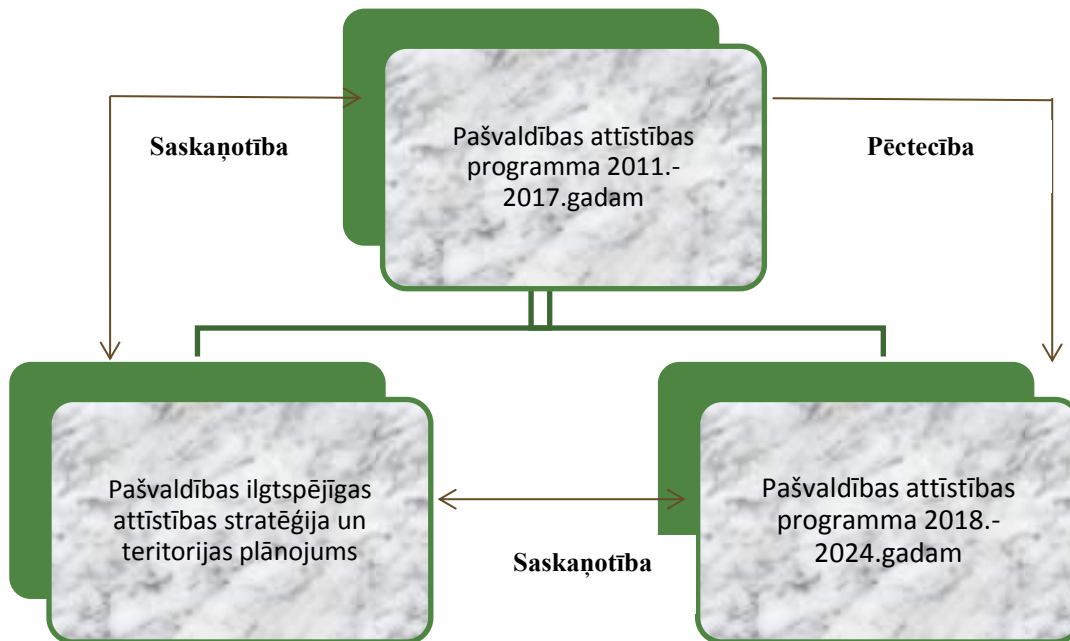 Pašvaldības attīstības
programma 2011.-
2017.gadam
Saskaņotība
Pēctecība
Pašvaldības ilgtspējīgas
attīstības stratēģija un
teritorijas plānojums
Saskaņotība
Pašvaldības attīstības
programma 2018.-
2024.gadam